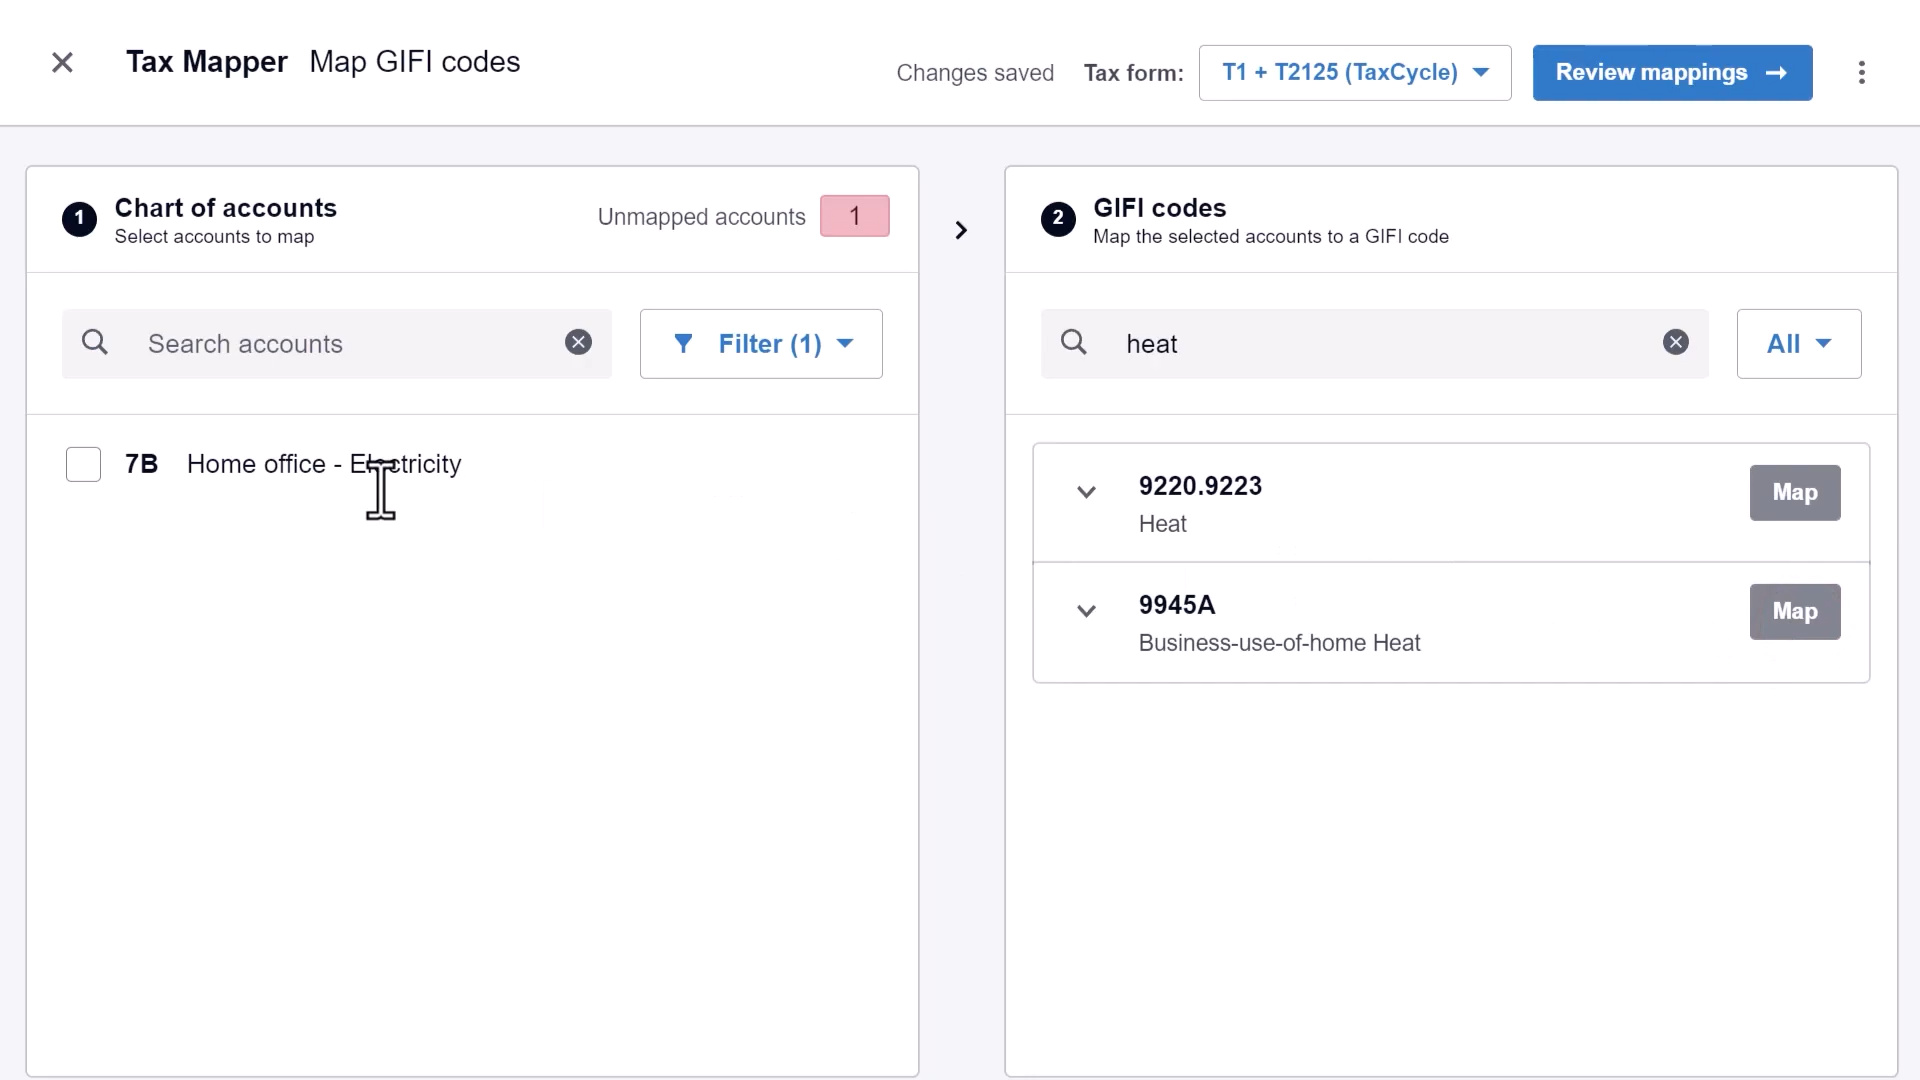 Tax Mapper Map GIFI codes
Changes saved Tax form: T1 + T2125 (TaxCycle) Review mappings →
1 Chart of accounts
Select accounts to map
Unmapped accounts 1
Search accounts
Filter (1)
7B Home office - Electricity
2 GIFI codes
Map the selected accounts to a GIFI code
heat
All
9220.9223
Heat
Map
9945A
Business-use-of-home Heat
Map